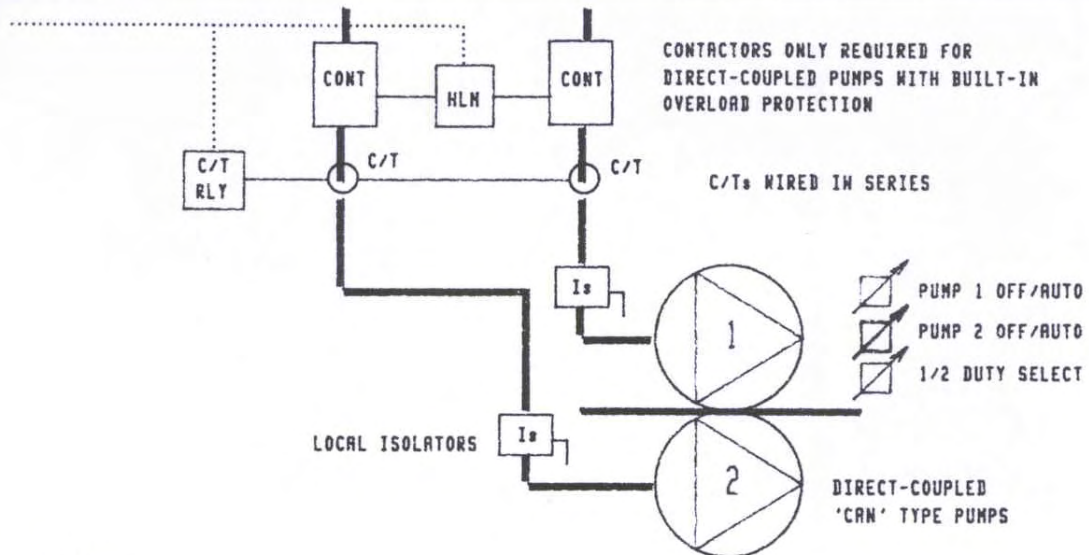 CONT
HLM
CONT
CONTACTORS ONLY REQUIRED FOR
DIRECT-COUPLED PUMPS WITH BUILT-IN
OVERLOAD PROTECTION
C/T
RLY
C/T
C/T
C/Ts WIRED IN SERIES
Is
1
PUMP 1 OFF/AUTO
PUMP 2 OFF/AUTO
1/2 DUTY SELECT
LOCAL ISOLATORS
Is
2
DIRECT-COUPLED
'CAN' TYPE PUMPS